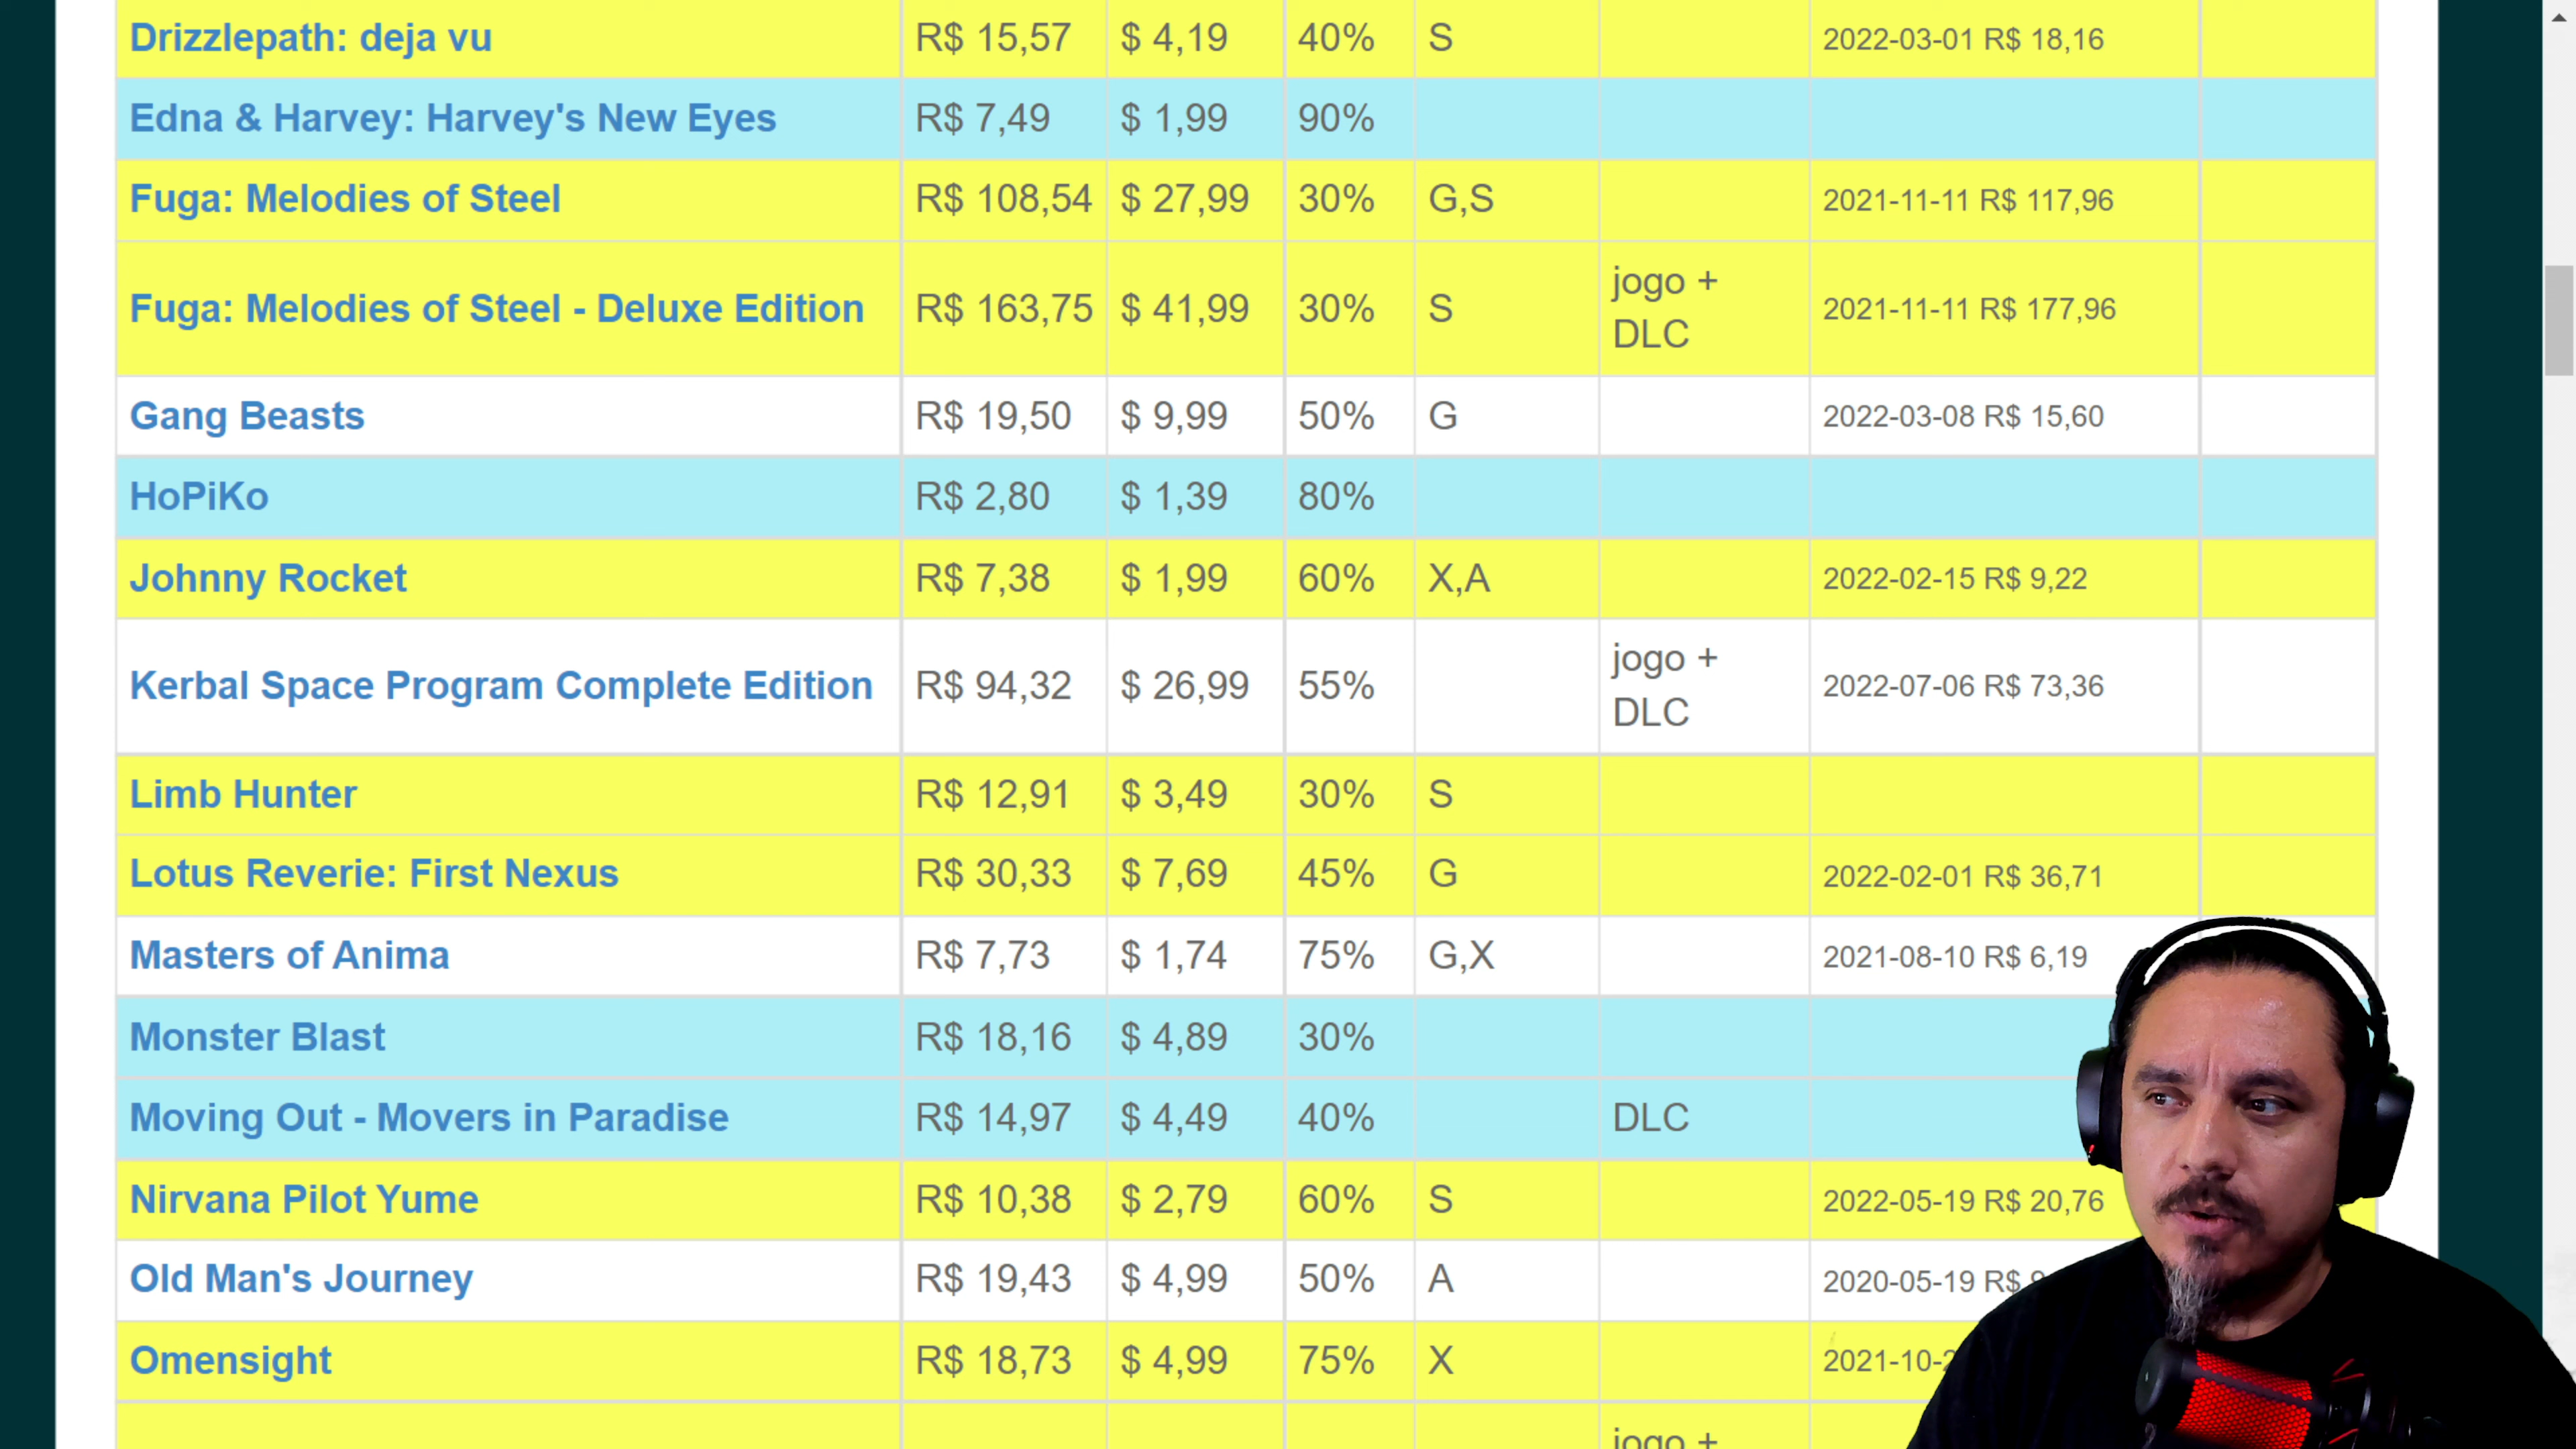 Drizzlepath: deja vu R$ 15,57 $ 4,19 40% S 2022-03-01 R$ 18,16
Edna & Harvey: Harvey's New Eyes R$ 7,49 $ 1,99 90%
Fuga: Melodies of Steel R$ 108,54 $ 27,99 30% G,S 2021-11-11 R$ 117,96
Fuga: Melodies of Steel - Deluxe Edition R$ 163,75 $ 41,99 30% S jogo + DLC 2021-11-11 R$ 177,96
Gang Beasts R$ 19,50 $ 9,99 50% G 2022-03-08 R$ 15,60
HoPiKo R$ 2,80 $ 1,39 80%
Johnny Rocket R$ 7,38 $ 1,99 60% X,A 2022-02-15 R$ 9,22
Kerbal Space Program Complete Edition R$ 94,32 $ 26,99 55% jogo + DLC 2022-07-06 R$ 73,36
Limb Hunter R$ 12,91 $ 3,49 30% S
Lotus Reverie: First Nexus R$ 30,33 $ 7,69 45% G 2022-02-01 R$ 36,71
Masters of Anima R$ 7,73 $ 1,74 75% G,X 2021-08-10 R$ 6,19
Monster Blast R$ 18,16 $ 4,89 30%
Moving Out - Movers in Paradise R$ 14,97 $ 4,49 40% DLC
Nirvana Pilot Yume R$ 10,38 $ 2,79 60% S 2022-05-19 R$ 20,76
Old Man's Journey R$ 19,43 $ 4,99 50% A 2020-05-19 R$
Omensight R$ 18,73 $ 4,99 75% X 2021-10-
jogo +